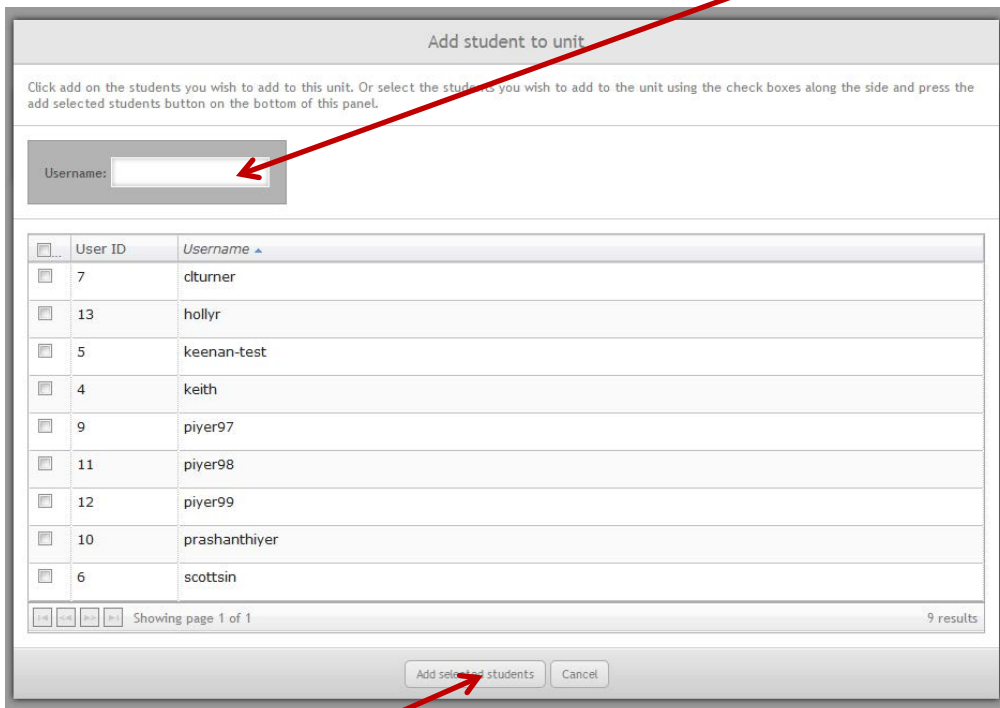 Add student to unit
Click add on the students you wish to add to this unit. Or select the students you wish to add to the unit using the check boxes along the side and press the
add selected students button on the bottom of this panel.
Username:
... User ID Username
7 clturner
13 hollyr
5 keenan-test
4 keith
9 piyer97
11 piyer98
12 piyer99
10 prashanthiyer
6 scottsin
Showing page 1 of 1 9 results
Add selected students Cancel